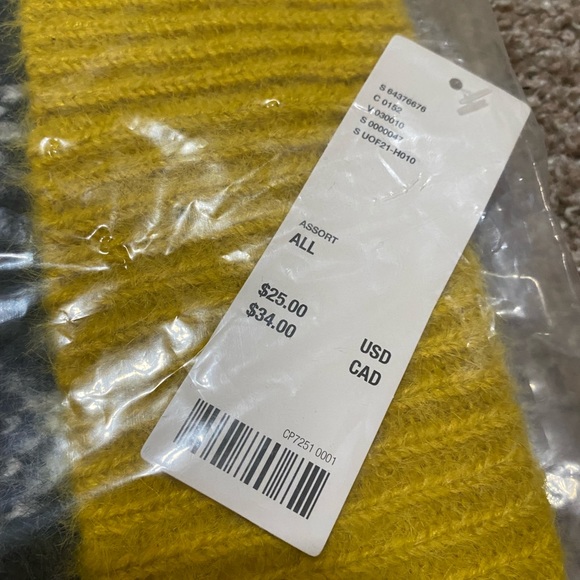 S 64376676
C 0152
V 030010
S 0000047
S UOF21-H010
ASSORT
ALL
$25.00 USD
$34.00 CAD
CP7251 0001